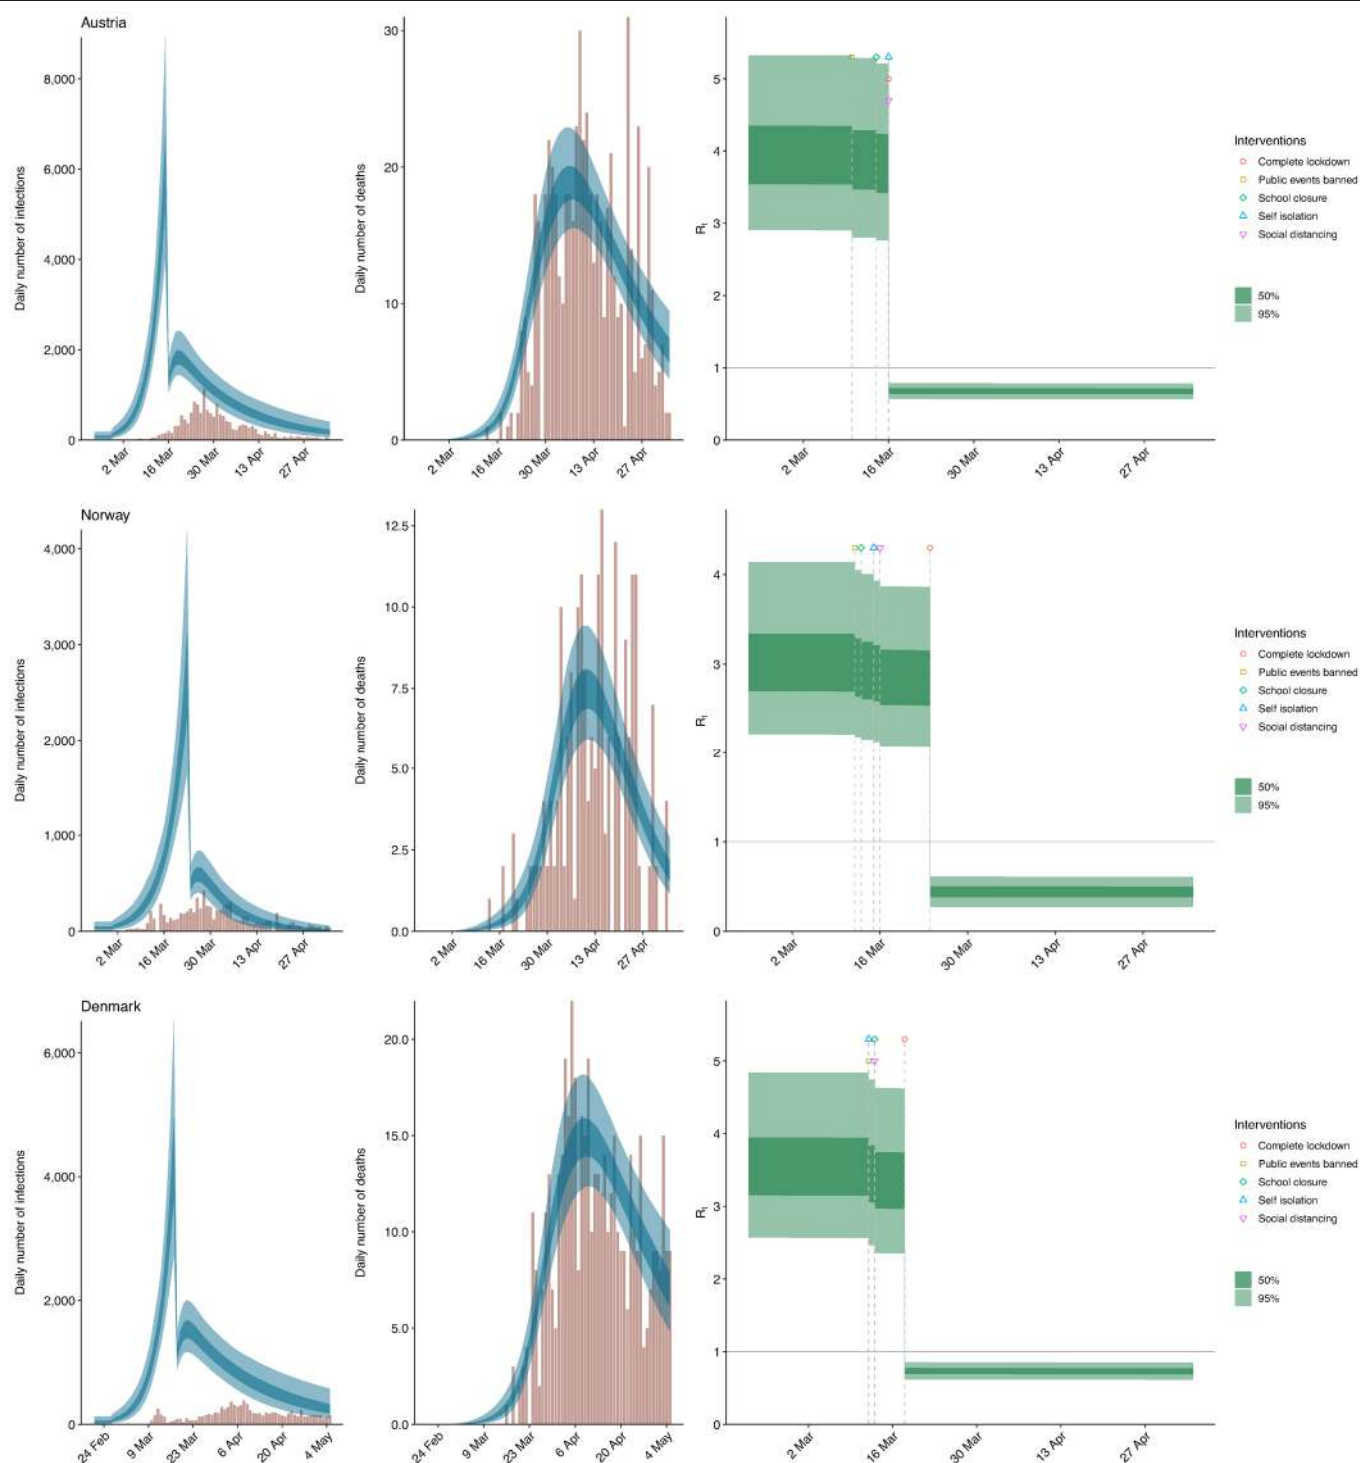 Austria
Daily number of infections
8,000
6,000
4,000
2,000
0
2 Mar
16 Mar
30 Mar
13 Apr
27 Apr
Daily number of deaths
30
20
10
0
2 Mar
16 Mar
30 Mar
13 Apr
27 Apr
Rt
5
4
3
2
1
0
2 Mar
16 Mar
30 Mar
13 Apr
27 Apr
Interventions
Complete lockdown
Public events banned
School closure
Self isolation
Social distancing
50%
95%
Norway
Daily number of infections
4,000
3,000
2,000
1,000
0
2 Mar
16 Mar
30 Mar
13 Apr
27 Apr
Daily number of deaths
12.5
10.0
7.5
5.0
2.5
0.0
2 Mar
16 Mar
30 Mar
13 Apr
27 Apr
Rt
4
3
2
1
0
2 Mar
16 Mar
30 Mar
13 Apr
27 Apr
Interventions
Complete lockdown
Public events banned
School closure
Self isolation
Social distancing
50%
95%
Denmark
Daily number of infections
6,000
4,000
2,000
0
24 Feb
9 Mar
23 Mar
6 Apr
20 Apr
4 May
Daily number of deaths
20.0
15.0
10.0
5.0
0.0
24 Feb
9 Mar
23 Mar
6 Apr
20 Apr
4 May
Rt
5
4
3
2
1
0
2 Mar
16 Mar
30 Mar
13 Apr
27 Apr
Interventions
Complete lockdown
Public events banned
School closure
Self isolation
Social distancing
50%
95%